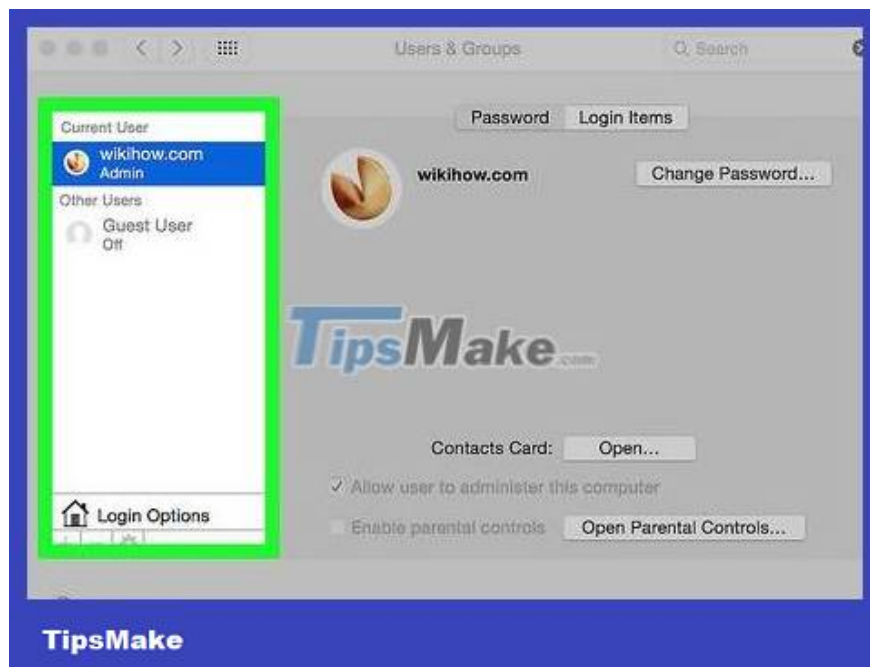 Users & Groups
Search
Current User
wikihow.com
Admin
Other Users
Guest User
Off
Login Options
Password Login Items
wikihow.com
Change Password...
TipsMake.com
Contacts Card: Open...
Allow user to administer this computer
Enable parental controls Open Parental Controls...
TipsMake